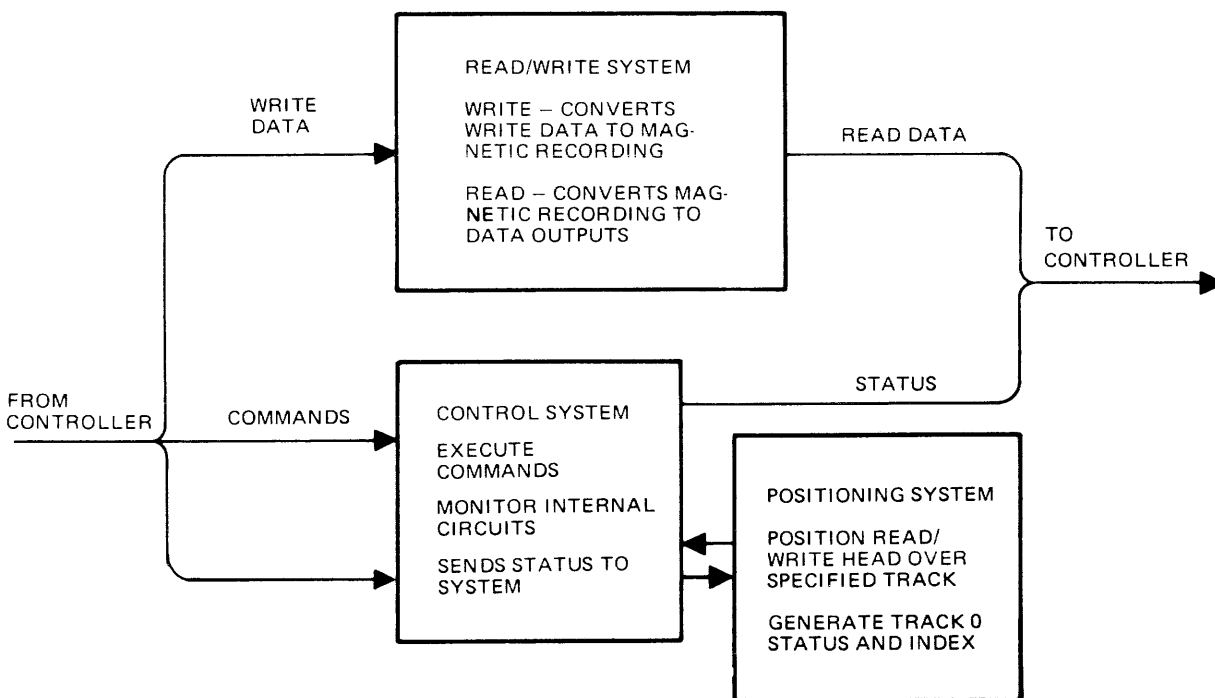 READ/WRITE SYSTEM
WRITE – CONVERTS
WRITE DATA TO MAG-
NETIC RECORDING
READ – CONVERTS MAG-
NETIC RECORDING TO
DATA OUTPUTS
WRITE
DATA
READ DATA
TO
CONTROLLER
FROM
CONTROLLER
COMMANDS
CONTROL SYSTEM
EXECUTE
COMMANDS
MONITOR INTERNAL
CIRCUITS
SENDS STATUS TO
SYSTEM
STATUS
POSITIONING SYSTEM
POSITION READ/
WRITE HEAD OVER
SPECIFIED TRACK
GENERATE TRACK 0
STATUS AND INDEX